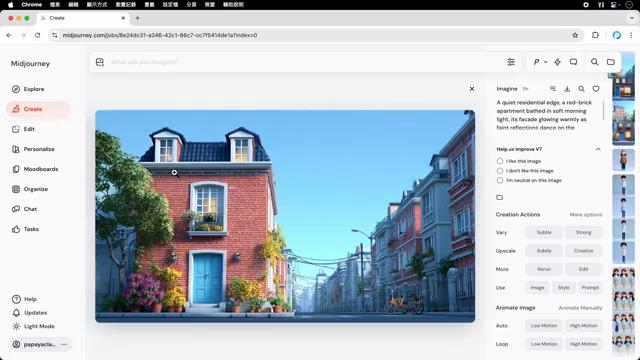 Chrome 檔案 編輯 顯示方式 瀏覽記錄 書籤 設定檔 分頁 視窗 輔助說明
Create
midjourney.com/jobs/8e24dc31-a246-42c1-86c7-cc7f5414de1a?index=0
Midjourney
What will you imagine?
Explore
Create
Edit
Personalize
Moodboards
Organize
Chat
Tasks
Help
Updates
Light Mode
papayacla...
Imagine 11h
A quiet residential edge, a red-brick
apartment bathed in soft morning
light, its facade glowing warmly as
faint reflections dance on the
Help us improve V7?
I like this image
I don't like this image
I'm neutral on this image
Creation Actions More options
Vary Subtle Strong
Upscale Subtle Creative
More Rerun Edit
Use Image Style Prompt
Animate Image Animate Manually
Auto Low Motion High Motion
Loop Low Motion High Motion